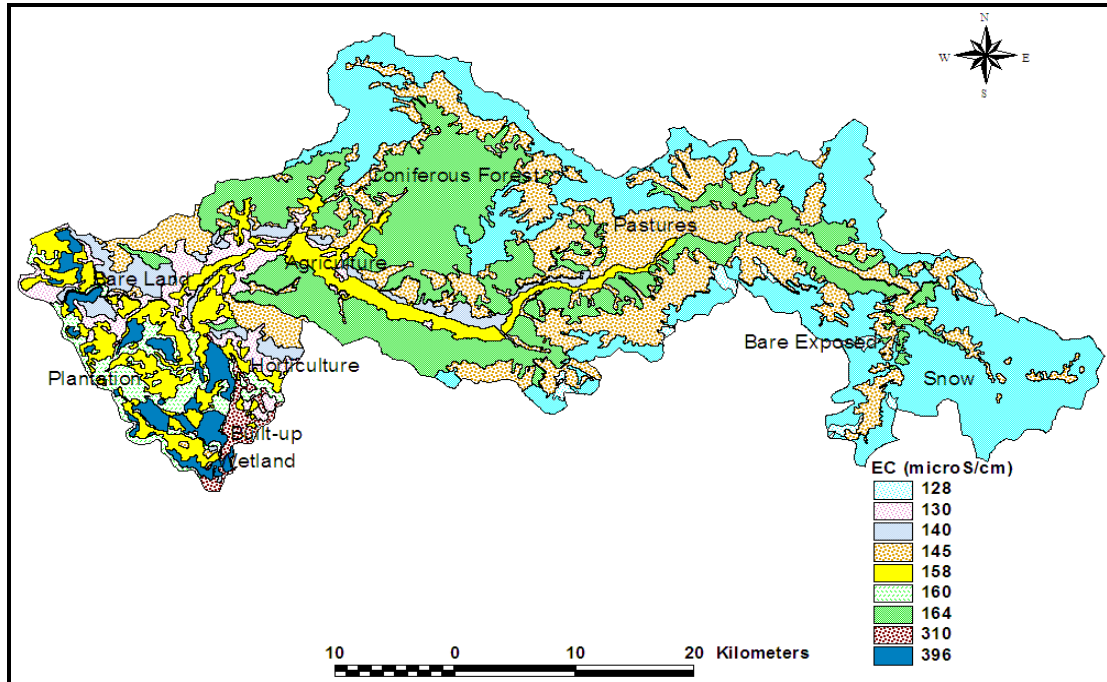 N
W E
S
Coniferous Forest
Pastures
Agriculture
Bare Land
Bare Exposed
Horticulture
Plantation
Snow
Built-up
Wetland
EC (microS/cm)
128
130
140
145
158
160
164
310
396
10 0 10 20 Kilometers